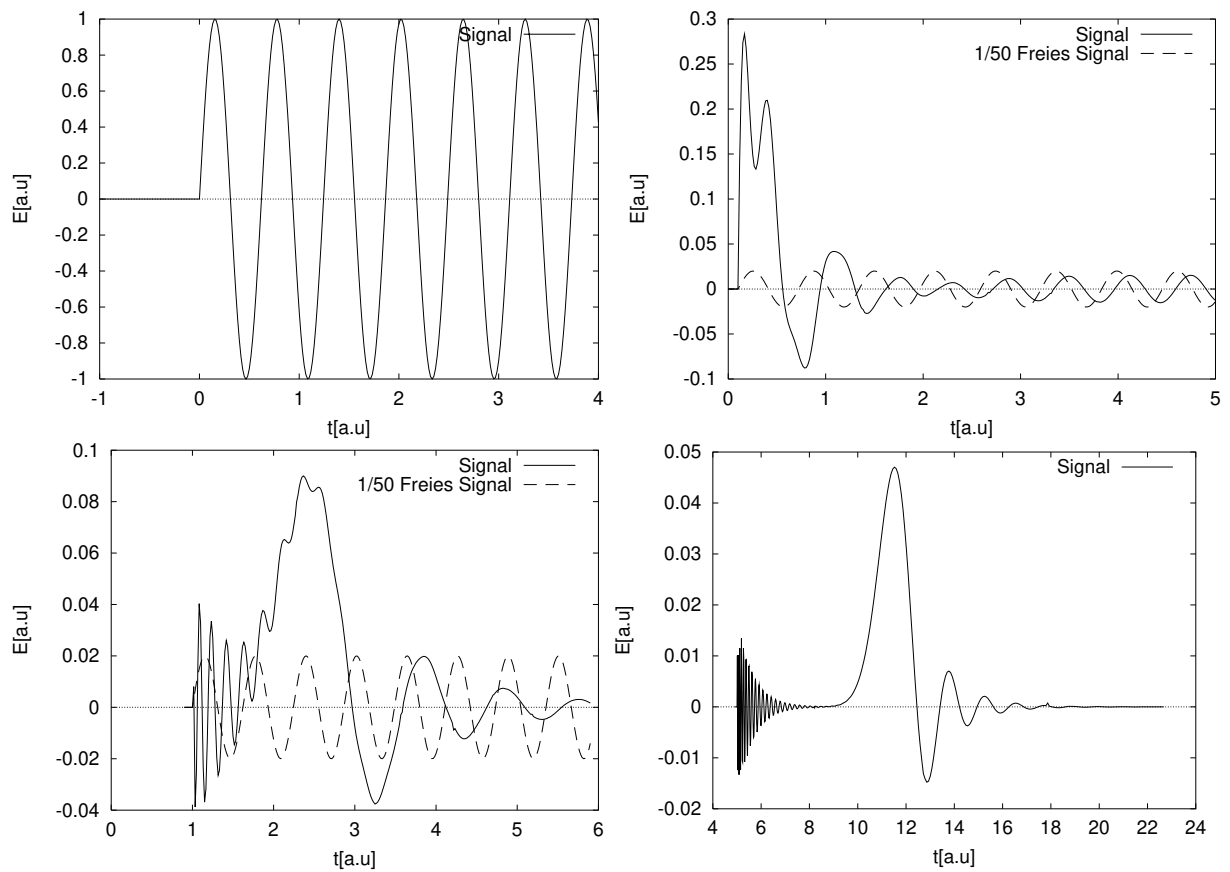 1
0.8
0.6
0.4
0.2
0
-0.2
-0.4
-0.6
-0.8
-1
-1 0 1 2 3 4
E[a.u]
t[a.u]
Signal
0.3
0.25
0.2
0.15
0.1
0.05
0
-0.05
-0.1
0 1 2 3 4 5
E[a.u]
t[a.u]
Signal
1/50 Freies Signal
0.1
0.08
0.06
0.04
0.02
0
-0.02
-0.04
0 1 2 3 4 5 6
E[a.u]
t[a.u]
Signal
1/50 Freies Signal
0.05
0.04
0.03
0.02
0.01
0
-0.01
-0.02
4 6 8 10 12 14 16 18 20 22 24
E[a.u]
t[a.u]
Signal